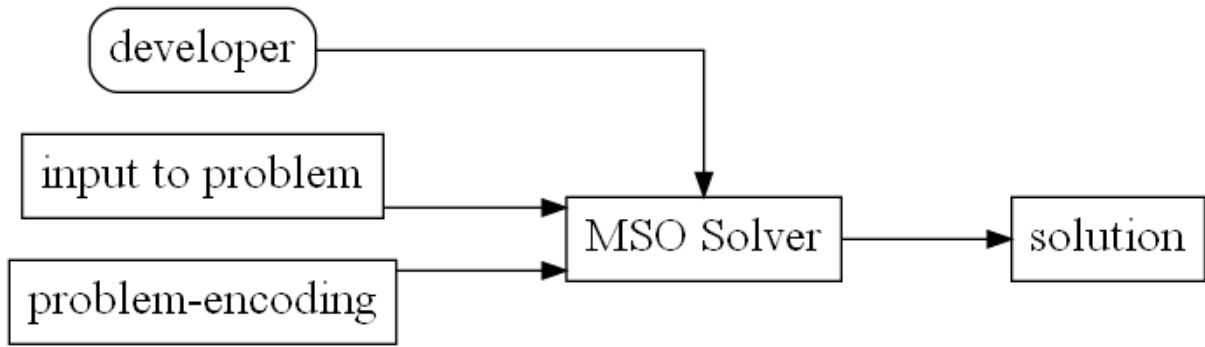 developer
input to problem
problem-encoding
MSO Solver
solution